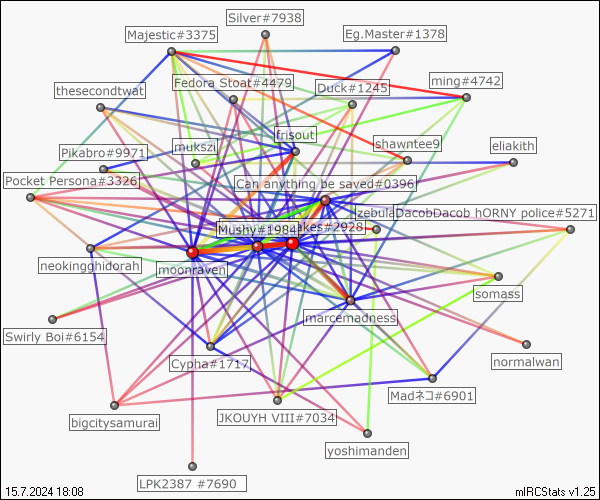 Silver#7938
Majestic#3375
Eg.Master#1378
Fedora Stoat#4479
Duck#1245
ming#4742
thesecondtwat
frisout
mukszi
shawntee9
eliakith
Pikabro#9971
Pocket Persona#3326
Can anything be saved#0396
zebula
DacobDacob hORNY police#5271
Mushy#1984
akes#2928
moonraven
neokingghidorah
somass
marcemadness
Swirly Boi#6154
normalwan
Cypha#1717
Madネコ#6901
JKOUYH VIII#7034
bigcitysamurai
yoshimanden
LPK2387 #7690
15.7.2024 18:08
mIRCStats v1.25